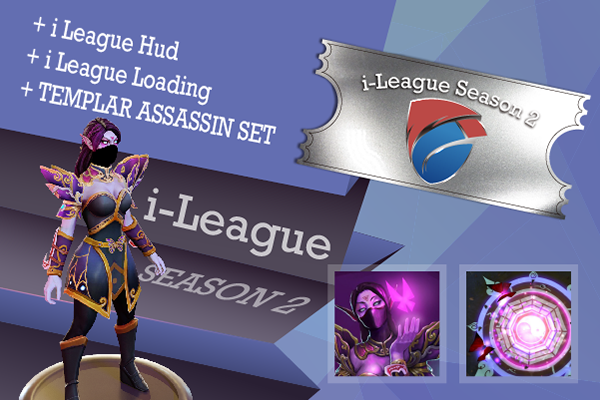 + i League Hud
+ i League Loading
+ TEMPLAR ASSASSIN SET
i-League Season 2
i-League
SEASON 2